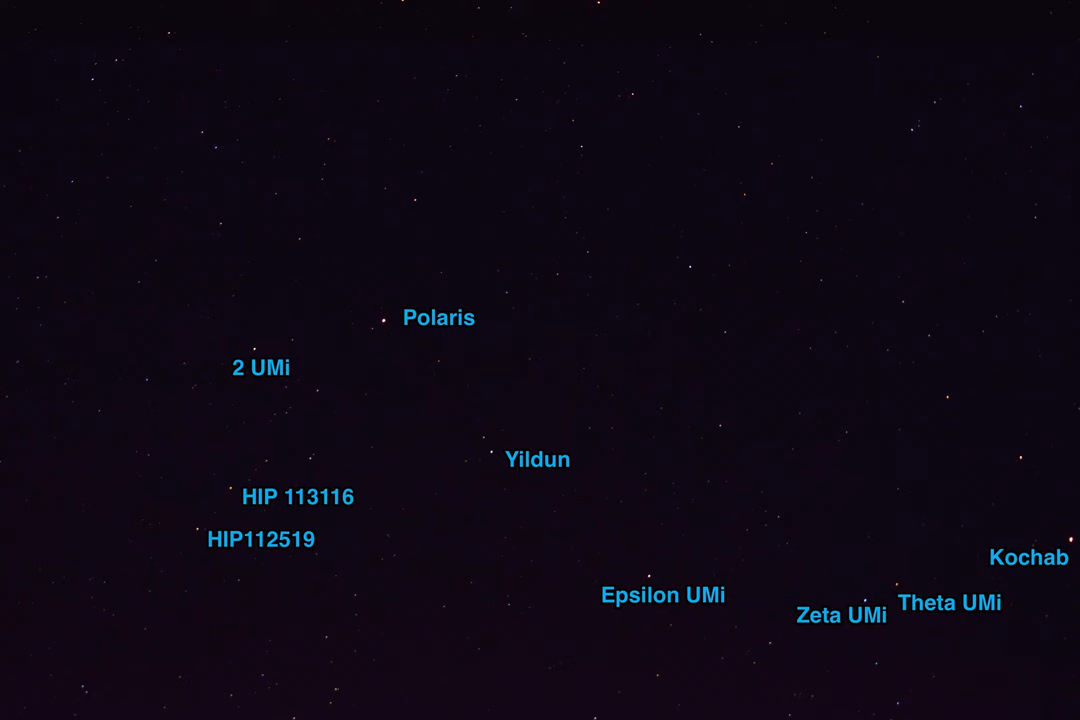 Polaris
2 UMi
Yildun
HIP 113116
HIP112519
Kochab
Epsilon UMi
Zeta UMi
Theta UMi